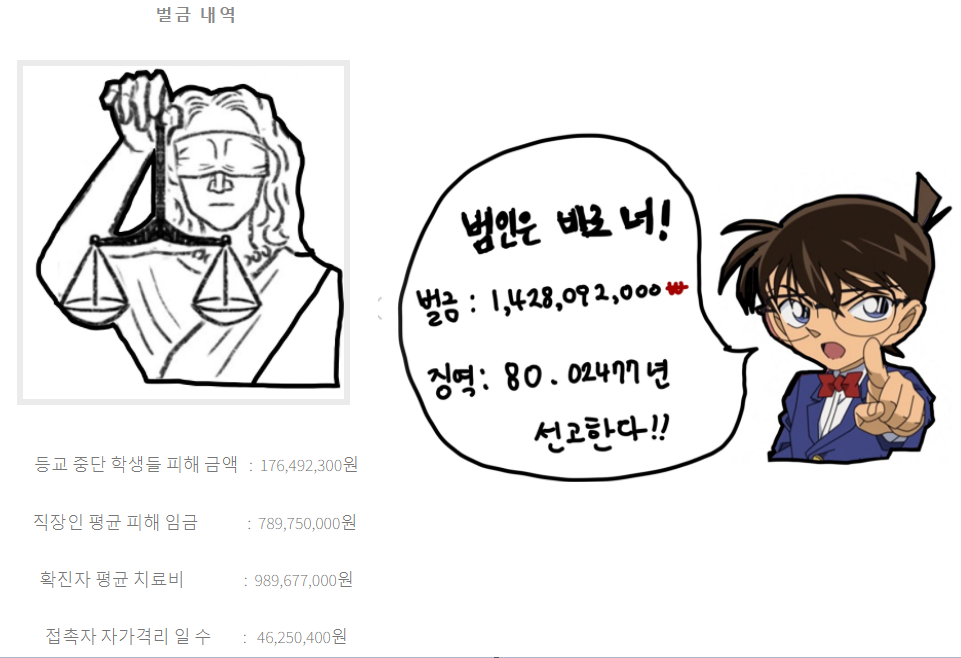 벌금 내역
범인은 바로 너!
벌금 : 1,428,092,000₩
징역 : 80.02477년
선고한다!!
등교 중단 학생들 피해 금액 : 176,492,300원
직장인 평균 피해 임금 : 789,750,000원
확진자 평균 치료비 : 989,677,000원
접촉자 자가격리 일 수 : 46,250,400원